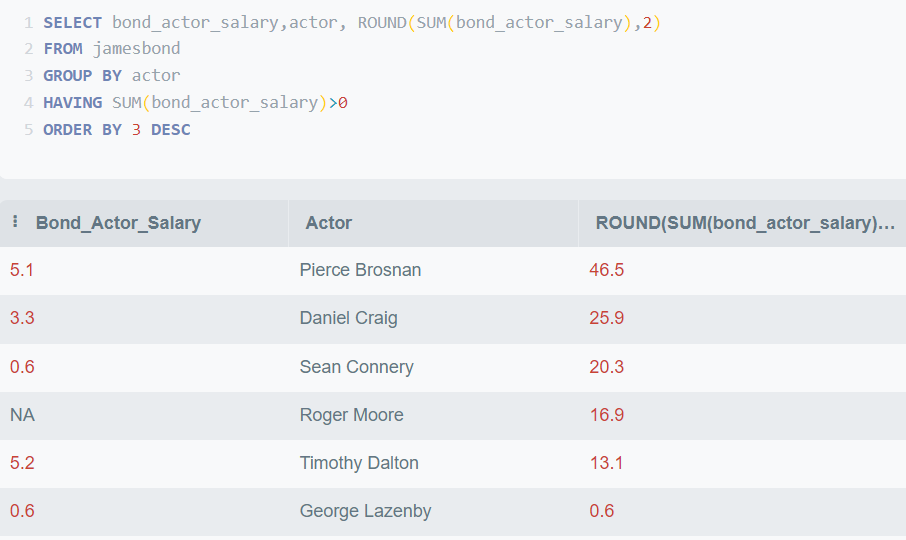 1 SELECT bond_actor_salary,actor, ROUND(SUM(bond_actor_salary),2)
2 FROM jamesbond
3 GROUP BY actor
4 HAVING SUM(bond_actor_salary)>0
5 ORDER BY 3 DESC
Bond_Actor_Salary Actor ROUND(SUM(bond_actor_salary)…
5.1 Pierce Brosnan 46.5
3.3 Daniel Craig 25.9
0.6 Sean Connery 20.3
NA Roger Moore 16.9
5.2 Timothy Dalton 13.1
0.6 George Lazenby 0.6